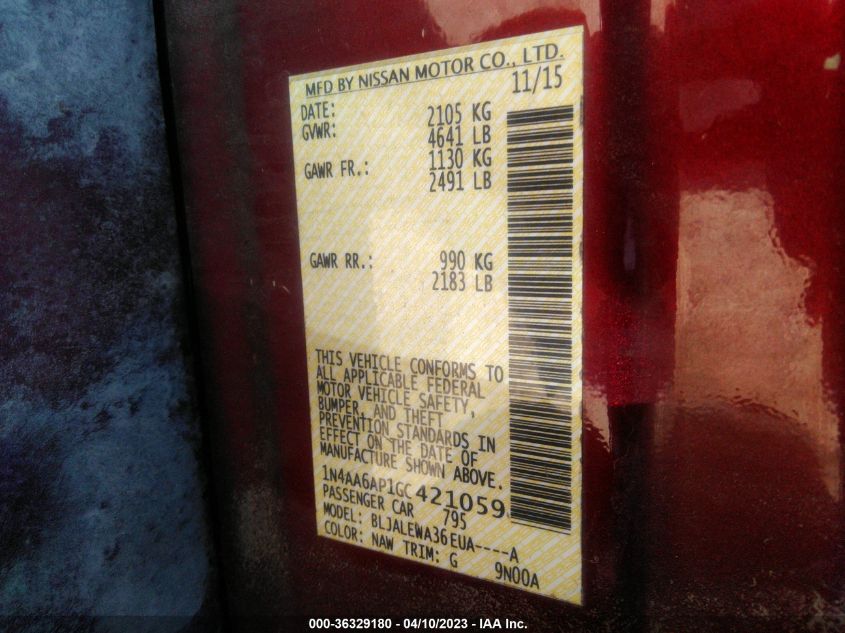 MFD BY NISSAN MOTOR CO., LTD.
DATE: 11/15
GVWR: 2105 KG
4641 LB
GAWR FR.: 1130 KG
2491 LB
GAWR RR.: 990 KG
2183 LB
THIS VEHICLE CONFORMS TO
ALL APPLICABLE FEDERAL
MOTOR VEHICLE SAFETY,
BUMPER, AND THEFT
PREVENTION STANDARDS IN
EFFECT ON THE DATE OF
MANUFACTURE SHOWN ABOVE.
1N4AA6AP1GC421059
PASSENGER CAR 795
MODEL: BLJALEWA36EUA----A
COLOR: NAW TRIM: G 9N00A
000-36329180 - 04/10/2023 - IAA Inc.